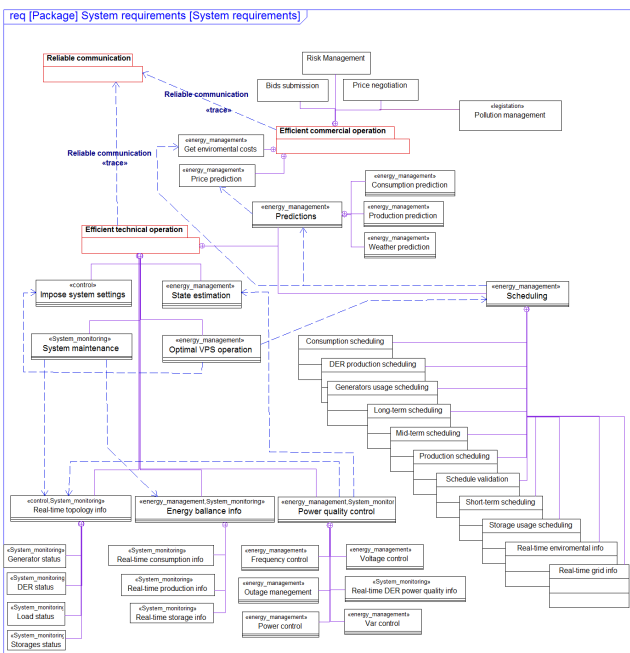 req [Package] System requirements [System requirements]
Reliable communication
Risk Management
Bids submission
Price negotiation
Reliable communication
«trace»
«legistation»
Pollution management
Efficient commercial operation
«energy_management»
Get enviromental costs
Reliable communication
«trace»
«energy_management»
Price prediction
«energy_management»
Consumption prediction
«energy_management»
Predictions
«energy_management»
Production prediction
Efficient technical operation
«energy_management»
Weather prediction
«control»
Impose system settings
«energy_management»
State estimation
«energy_management»
Scheduling
«System_monitoring»
System maintenance
«energy_management»
Optimal VPS operation
Consumption scheduling
DER production scheduling
Generators usage scheduling
Long-term scheduling
Mid-term scheduling
Production scheduling
Schedule validation
Short-term scheduling
Storage usage scheduling
Real-time enviromental info
Real-time grid info
«control,System_monitoring»
Real-time topology info
«energy_management,System_monitoring»
Energy ballance info
«energy_management,System_monitor
Power quality control
«System_monitoring»
Generator status
«System_monitoring
DER status
«System_monitoring
Load status
«System_monitoring
Storages status
«System_monitoring»
Real-time consumption info
«System_monitoring»
Real-time production info
«System_monitoring»
Real-time storage info
«energy_management»
Frequency control
«energy_management»
Voltage control
«energy_management»
Outage manegement
«System_monitoring»
Real-time DER power quality info
«energy_management»
Power control
«energy_management»
Var control